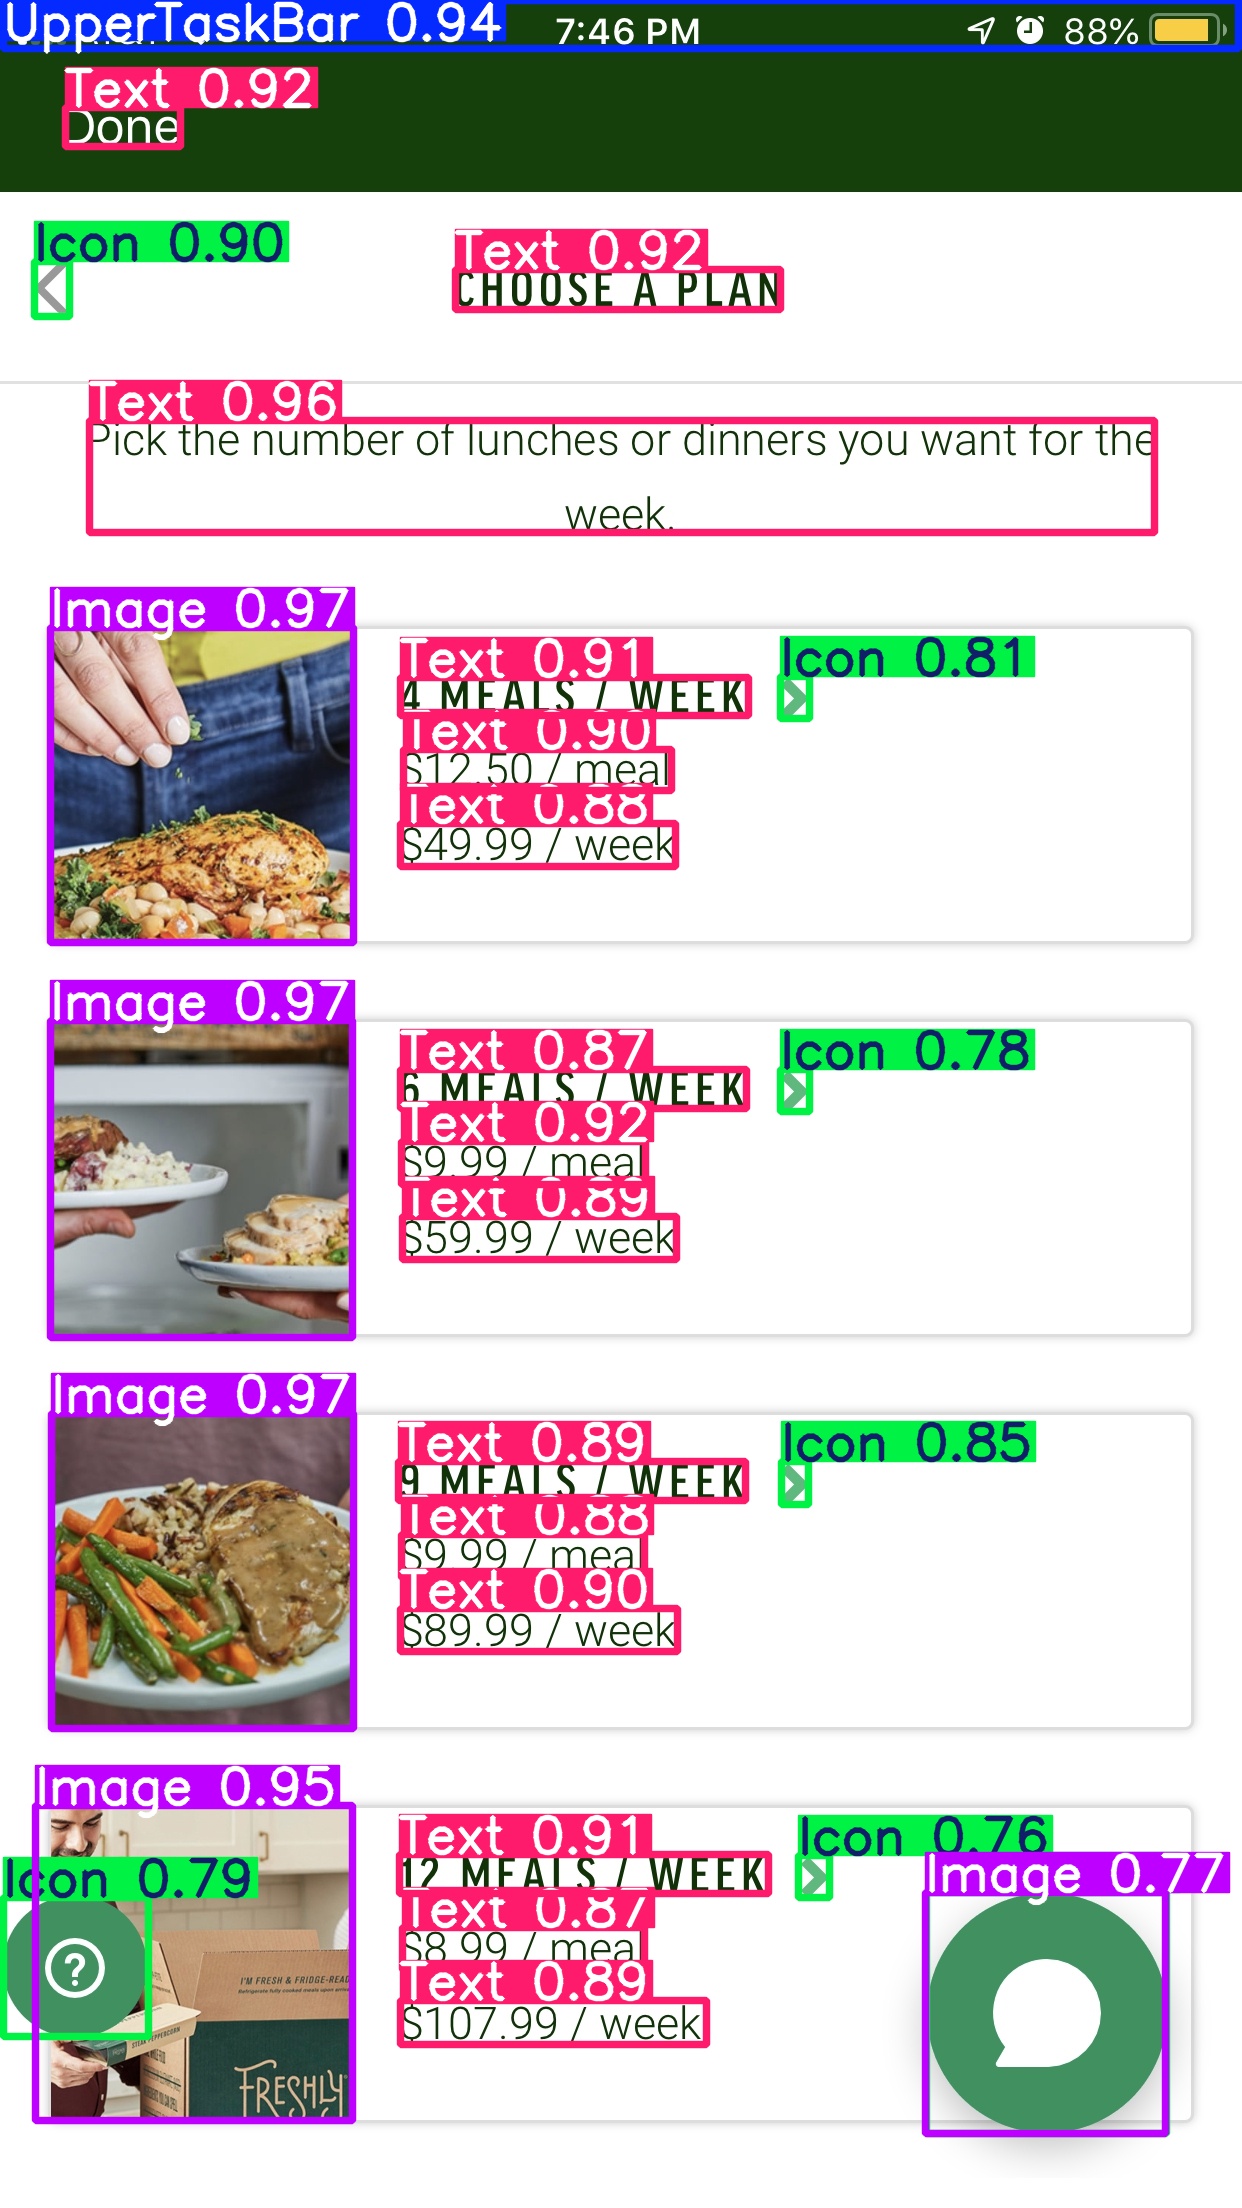 UpperTaskBar 0.94
7:46 PM
88%
Text 0.92
Done
Icon 0.90
Text 0.92
CHOOSE A PLAN
Text 0.96
Pick the number of lunches or dinners you want for the
week.
Image 0.97
Text 0.91
Icon 0.81
4 MEALS / WEEK
Text 0.90
$12.50 / meal
Text 0.88
$49.99 / week
Image 0.97
Text 0.87
Icon 0.78
6 MEALS / WEEK
Text 0.92
$9.99 / meal
Text 0.89
$59.99 / week
Image 0.97
Text 0.89
Icon 0.85
9 MEALS / WEEK
Text 0.88
$9.99 / meal
Text 0.90
$89.99 / week
Image 0.95
Text 0.91
Icon 0.76
12 MEALS / WEEK
Image 0.77
Icon 0.79
Text 0.87
$8.99 / meal
Text 0.89
$107.99 / week
?
I'M FRESH & FRIDGE-READ
STEAK PEPPERCORN
FRESHLY